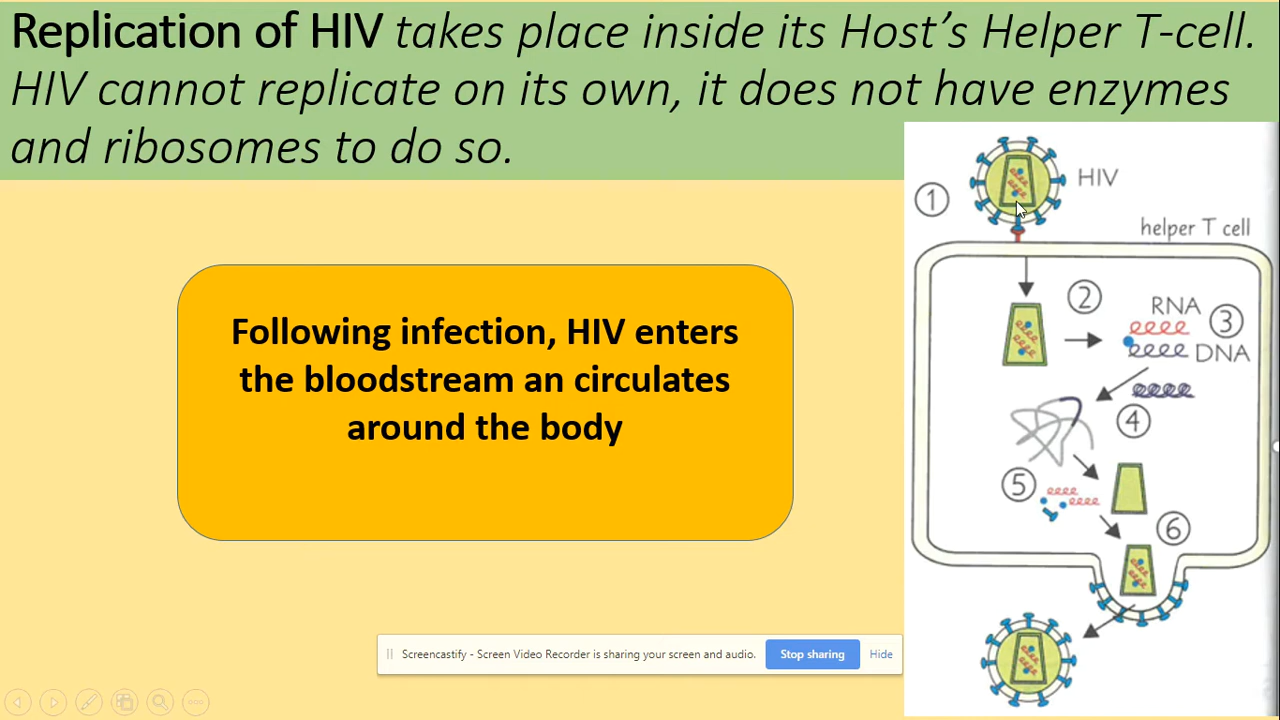 Replication of HIV takes place inside its Host's Helper T-cell.
HIV cannot replicate on its own, it does not have enzymes
and ribosomes to do so.
1
HIV
helper T cell
2
RNA
3
DNA
4
5
6
Following infection, HIV enters
the bloodstream an circulates
around the body
Screencastify - Screen Video Recorder is sharing your screen and audio.
Stop sharing
Hide